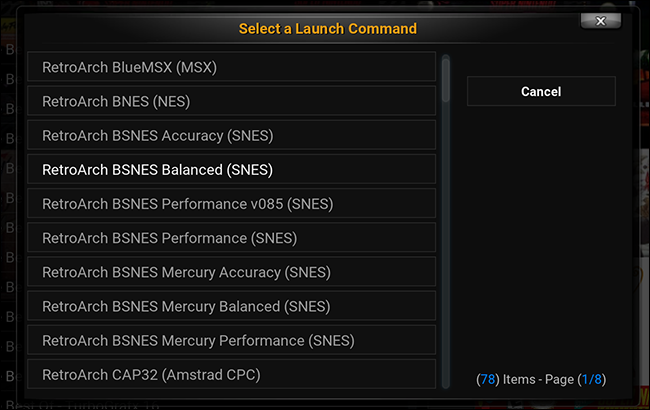 Select a Launch Command
RetroArch BlueMSX (MSX)
RetroArch BNES (NES)
RetroArch BSNES Accuracy (SNES)
RetroArch BSNES Balanced (SNES)
RetroArch BSNES Performance v085 (SNES)
RetroArch BSNES Performance (SNES)
RetroArch BSNES Mercury Accuracy (SNES)
RetroArch BSNES Mercury Balanced (SNES)
RetroArch BSNES Mercury Performance (SNES)
RetroArch CAP32 (Amstrad CPC)
Cancel
(78) Items - Page (1/8)